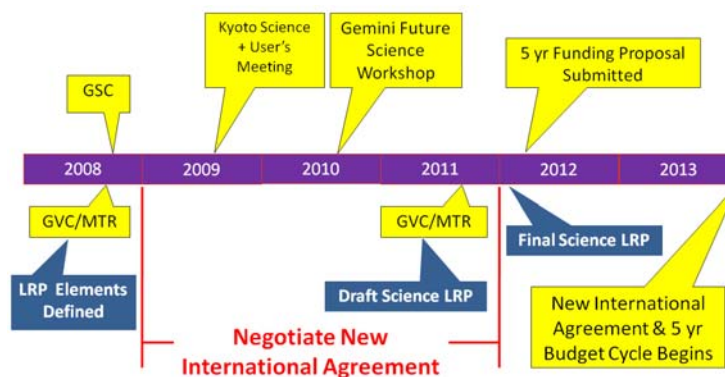 Kyoto Science
+ User's
Meeting
Gemini Future
Science
Workshop
5 yr Funding Proposal
Submitted
GSC
2008
2009
2010
2011
2012
2013
GVC/MTR
GVC/MTR
Final Science LRP
LRP Elements
Defined
Draft Science LRP
New International
Agreement & 5 yr
Budget Cycle Begins
Negotiate New
International Agreement